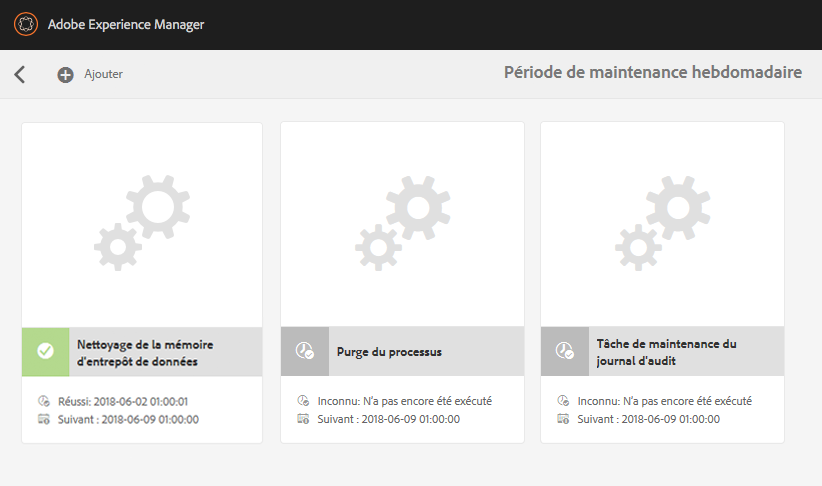 Adobe Experience Manager
Ajouter
Période de maintenance hebdomadaire
Nettoyage de la mémoire
d'entrepôt de données
Réussi: 2018-06-02 01:00:01
Suivant : 2018-06-09 01:00:00
Purge du processus
Inconnu: N'a pas encore été exécuté
Suivant : 2018-06-09 01:00:00
Tâche de maintenance du
journal d'audit
Inconnu: N'a pas encore été exécuté
Suivant : 2018-06-09 01:00:00